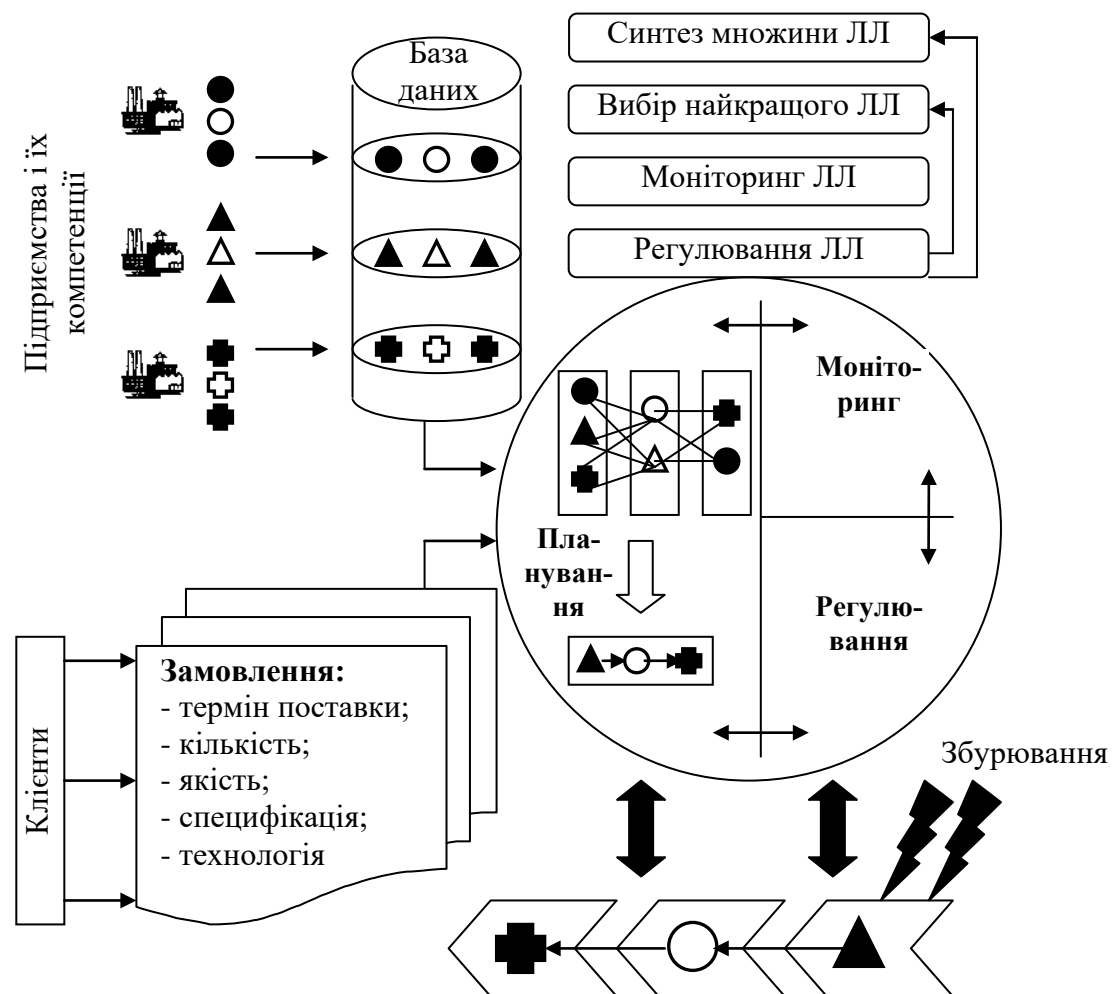 Підприємства і їх
компетенції
База
даних
Синтез множини ЛЛ
Вибір найкращого ЛЛ
Моніторинг ЛЛ
Регулювання ЛЛ
Моніто-
ринг
Пла-
нуван-
ня
Регулю-
вання
Клієнти
Замовлення:
- термін поставки;
- кількість;
- якість;
- специфікація;
- технологія
Збурювання